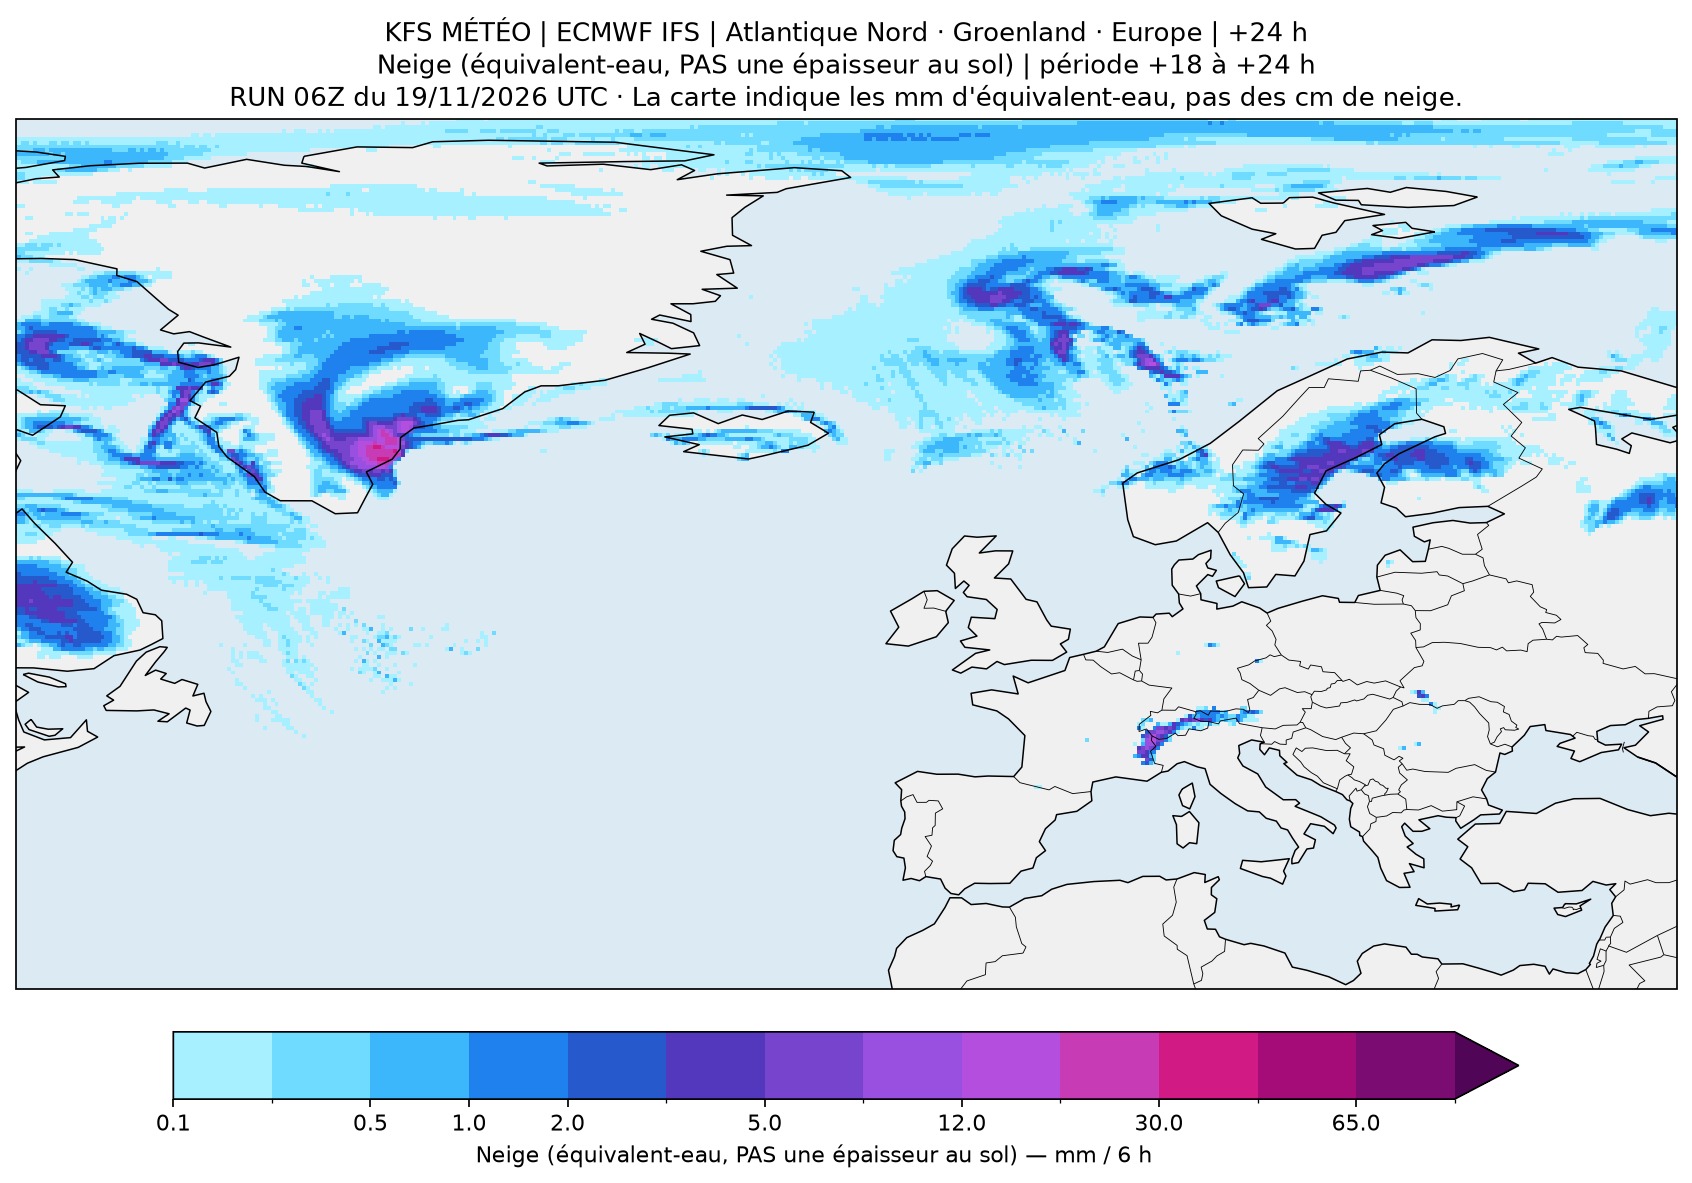 KFS MÉTÉO | ECMWF IFS | Atlantique Nord · Groenland · Europe | +24 h
Neige (équivalent-eau, PAS une épaisseur au sol) | période +18 à +24 h
RUN 06Z du 19/11/2026 UTC · La carte indique les mm d'équivalent-eau, pas des cm de neige.
0.1 0.5 1.0 2.0 5.0 12.0 30.0 65.0
Neige (équivalent-eau, PAS une épaisseur au sol) — mm / 6 h